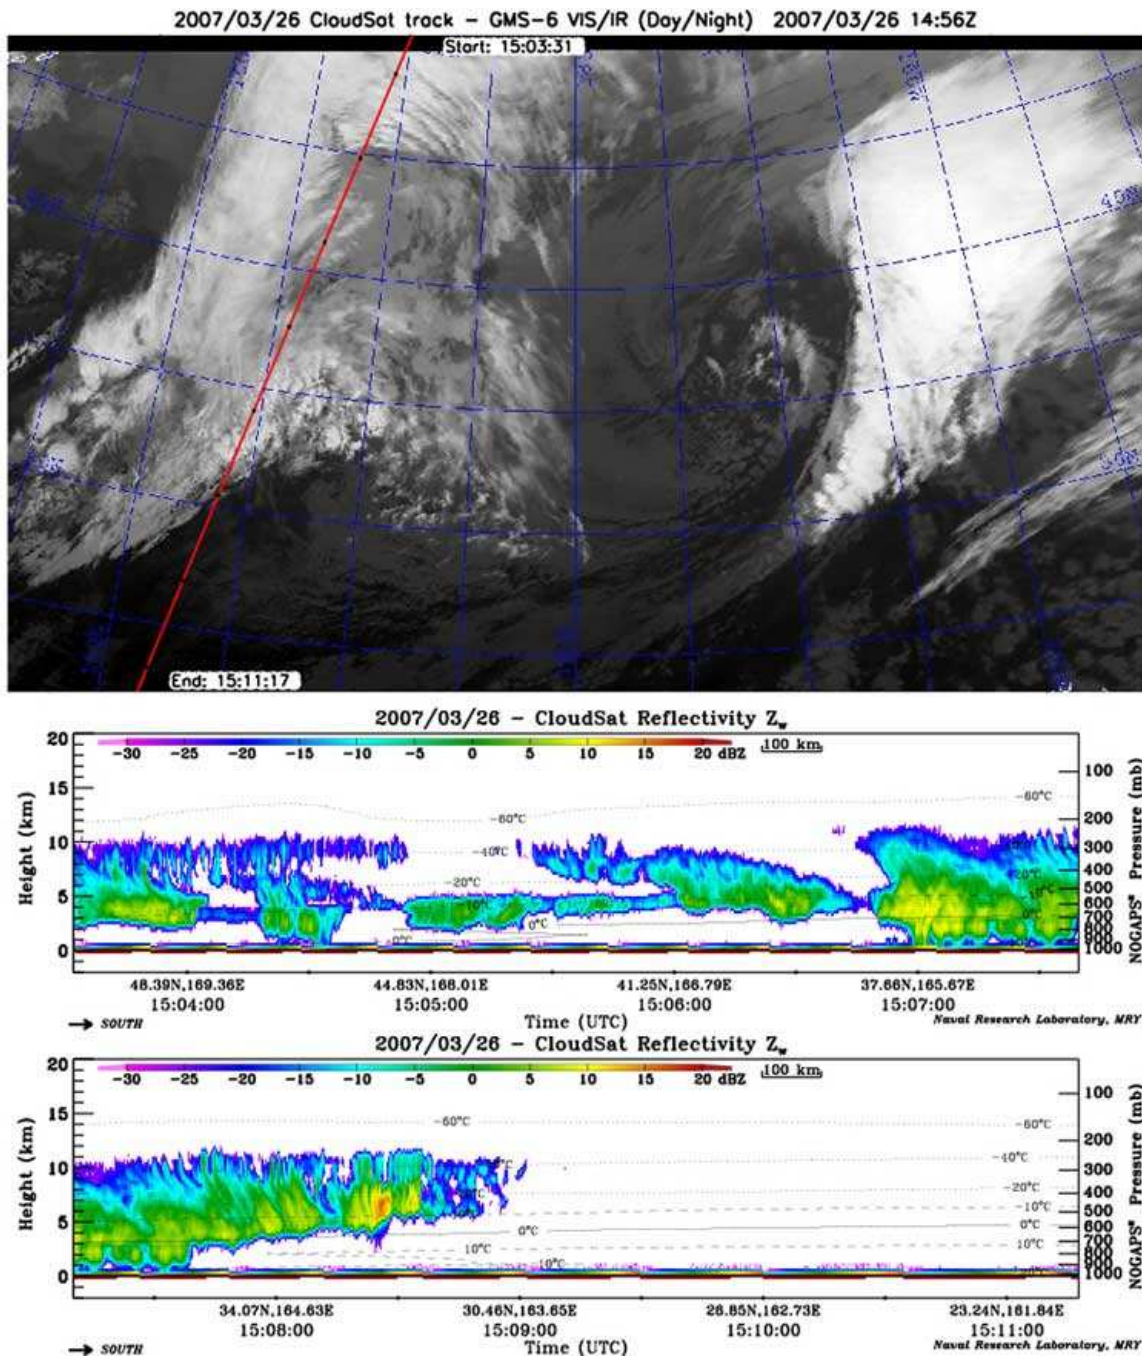 2007/03/26 CloudSat track - GMS-6 VIS/IR (Day/Night) 2007/03/26 14:56Z
Start: 15:03:31
End: 15:11:17
2007/03/26 - CloudSat Reflectivity Zw
-30 -25 -20 -15 -10 -5 0 5 10 15 20 dBZ 100 km
Height (km)
20
15
10
5
0
-60°C -60°C
-40°C
-20°C
0°C
0°C
100
200
300
400
500
600
700
800
1000
NOGAPS* Pressure (mb)
48.39N,169.36E 44.83N,168.01E 41.25N,166.79E 37.66N,165.67E
15:04:00 15:05:00 15:06:00 15:07:00
SOUTH Time (UTC) Naval Research Laboratory, MRY
2007/03/26 - CloudSat Reflectivity Zw
-30 -25 -20 -15 -10 -5 0 5 10 15 20 dBZ 100 km
Height (km)
20
15
10
5
0
-60°C -60°C
-40°C
-20°C
-10°C
0°C 0°C
10°C 10°C
10°C
100
200
300
400
500
600
700
800
900
1000
NOGAPS* Pressure (mb)
34.07N,164.63E 30.46N,163.65E 26.85N,162.73E 23.24N,161.84E
15:08:00 15:09:00 15:10:00 15:11:00
SOUTH Time (UTC) Naval Research Laboratory, MRY